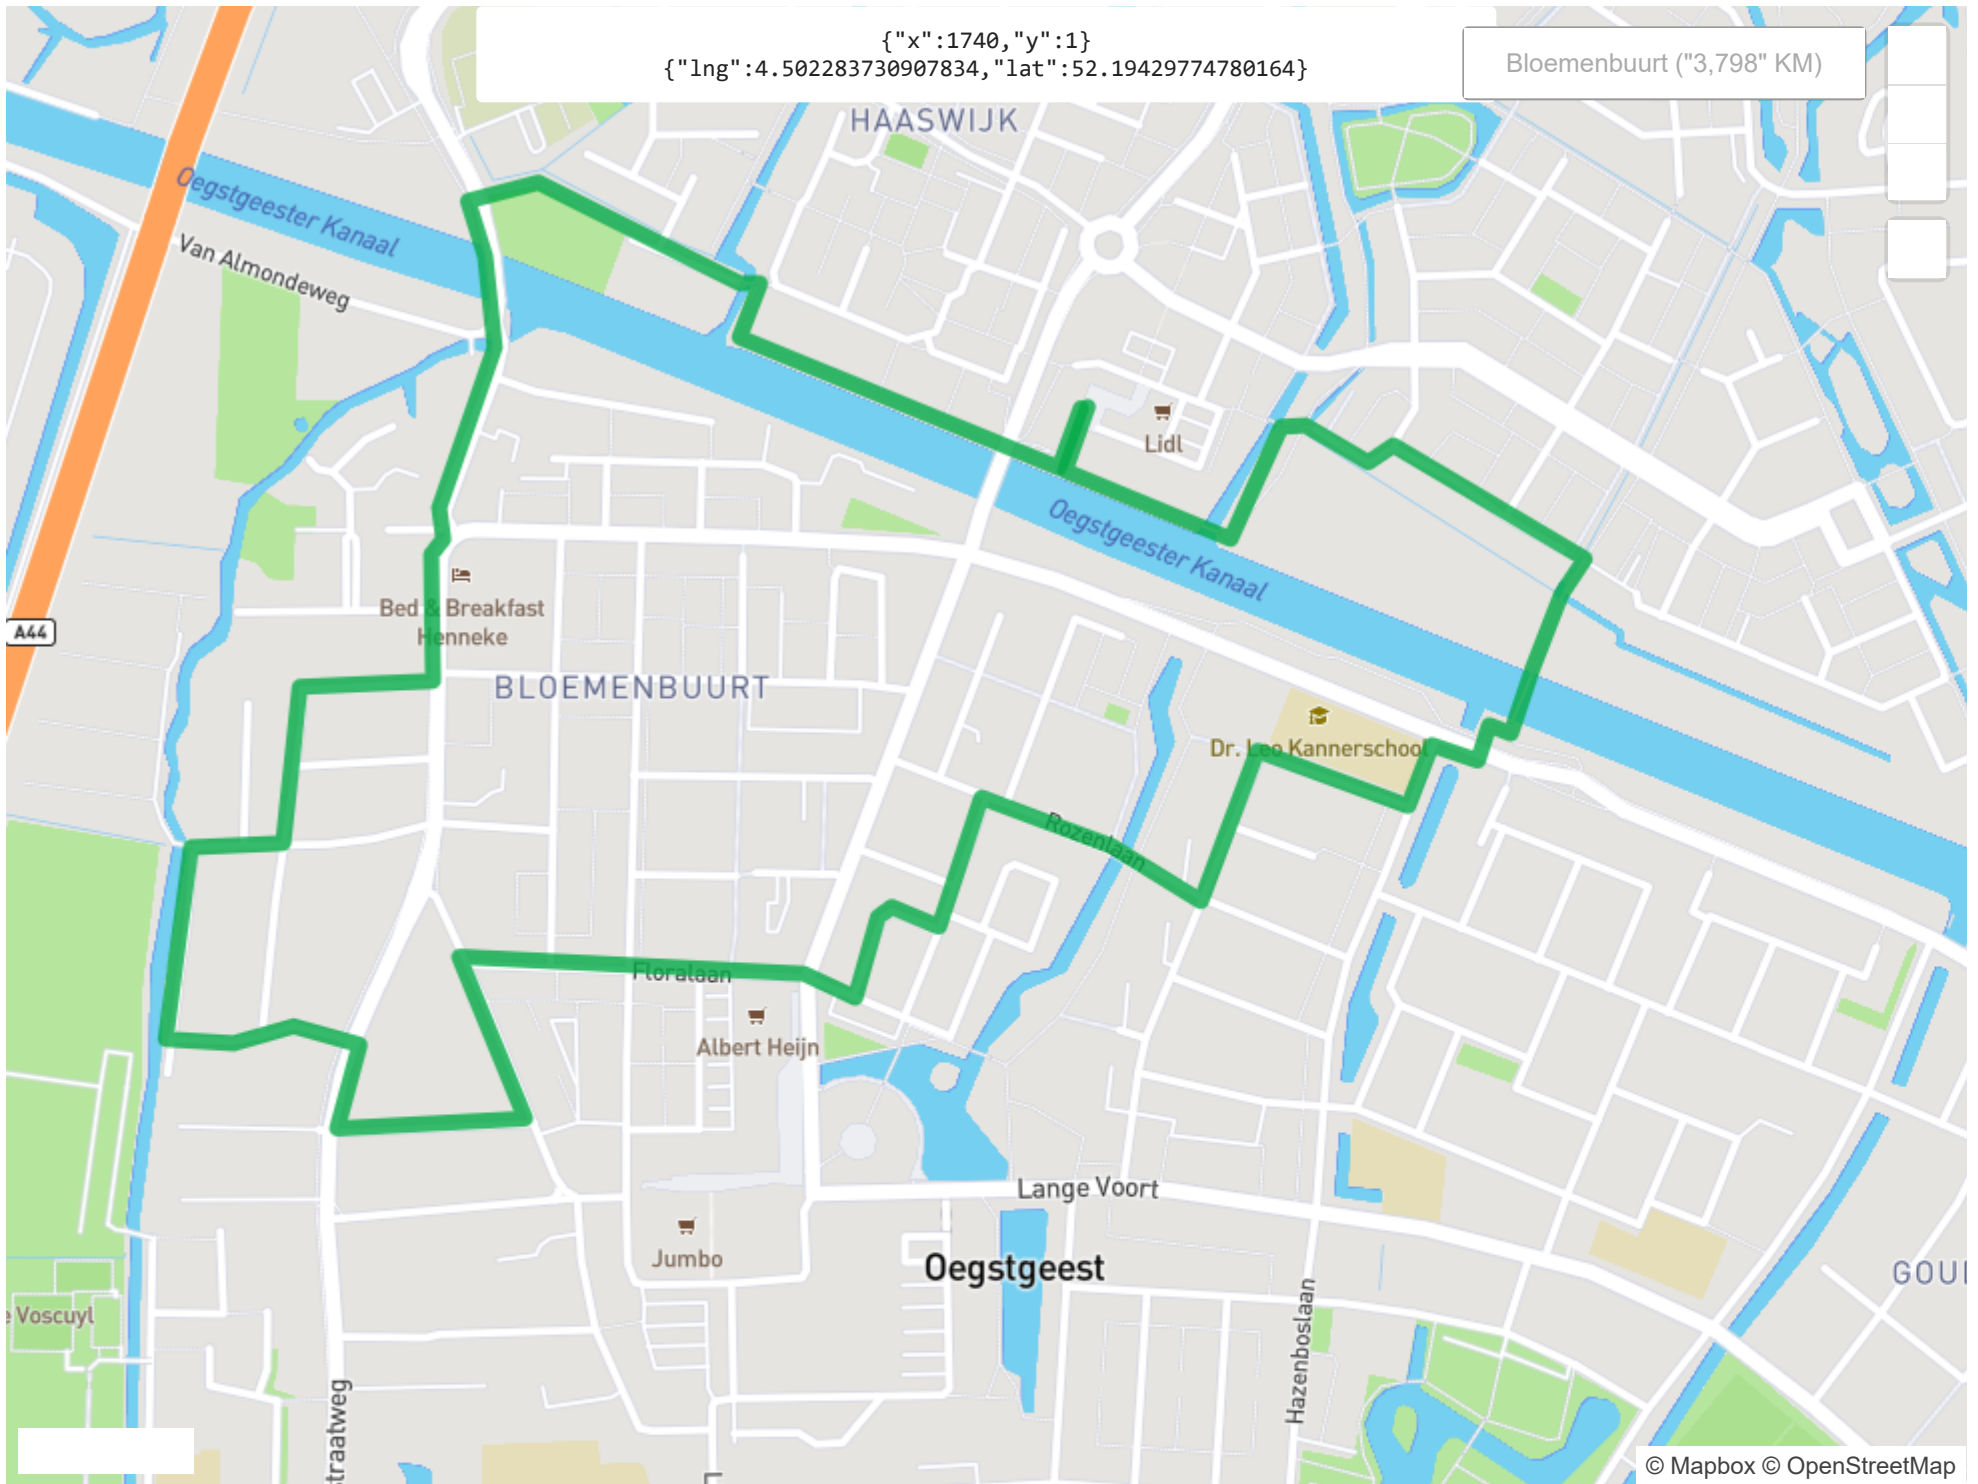 {"x":1740,"y":1}
{"lng":4.502283730907834,"lat":52.19429774780164}
Bloemenbuurt ("3,798" KM)
HAASWIJK
Oegstgeester Kanaal
Van Almondeweg
Lidl
Oegstgeester Kanaal
A44
Bed & Breakfast
Henneke
BLOEMENBUURT
Dr. Leo Kannerschool
Rozenlaan
Floralaan
Albert Heijn
Lange Voort
Jumbo
Oegstgeest
GOU
e Voscuyl
Hazenboslaan
traatweg
L
© Mapbox © OpenStreetMap